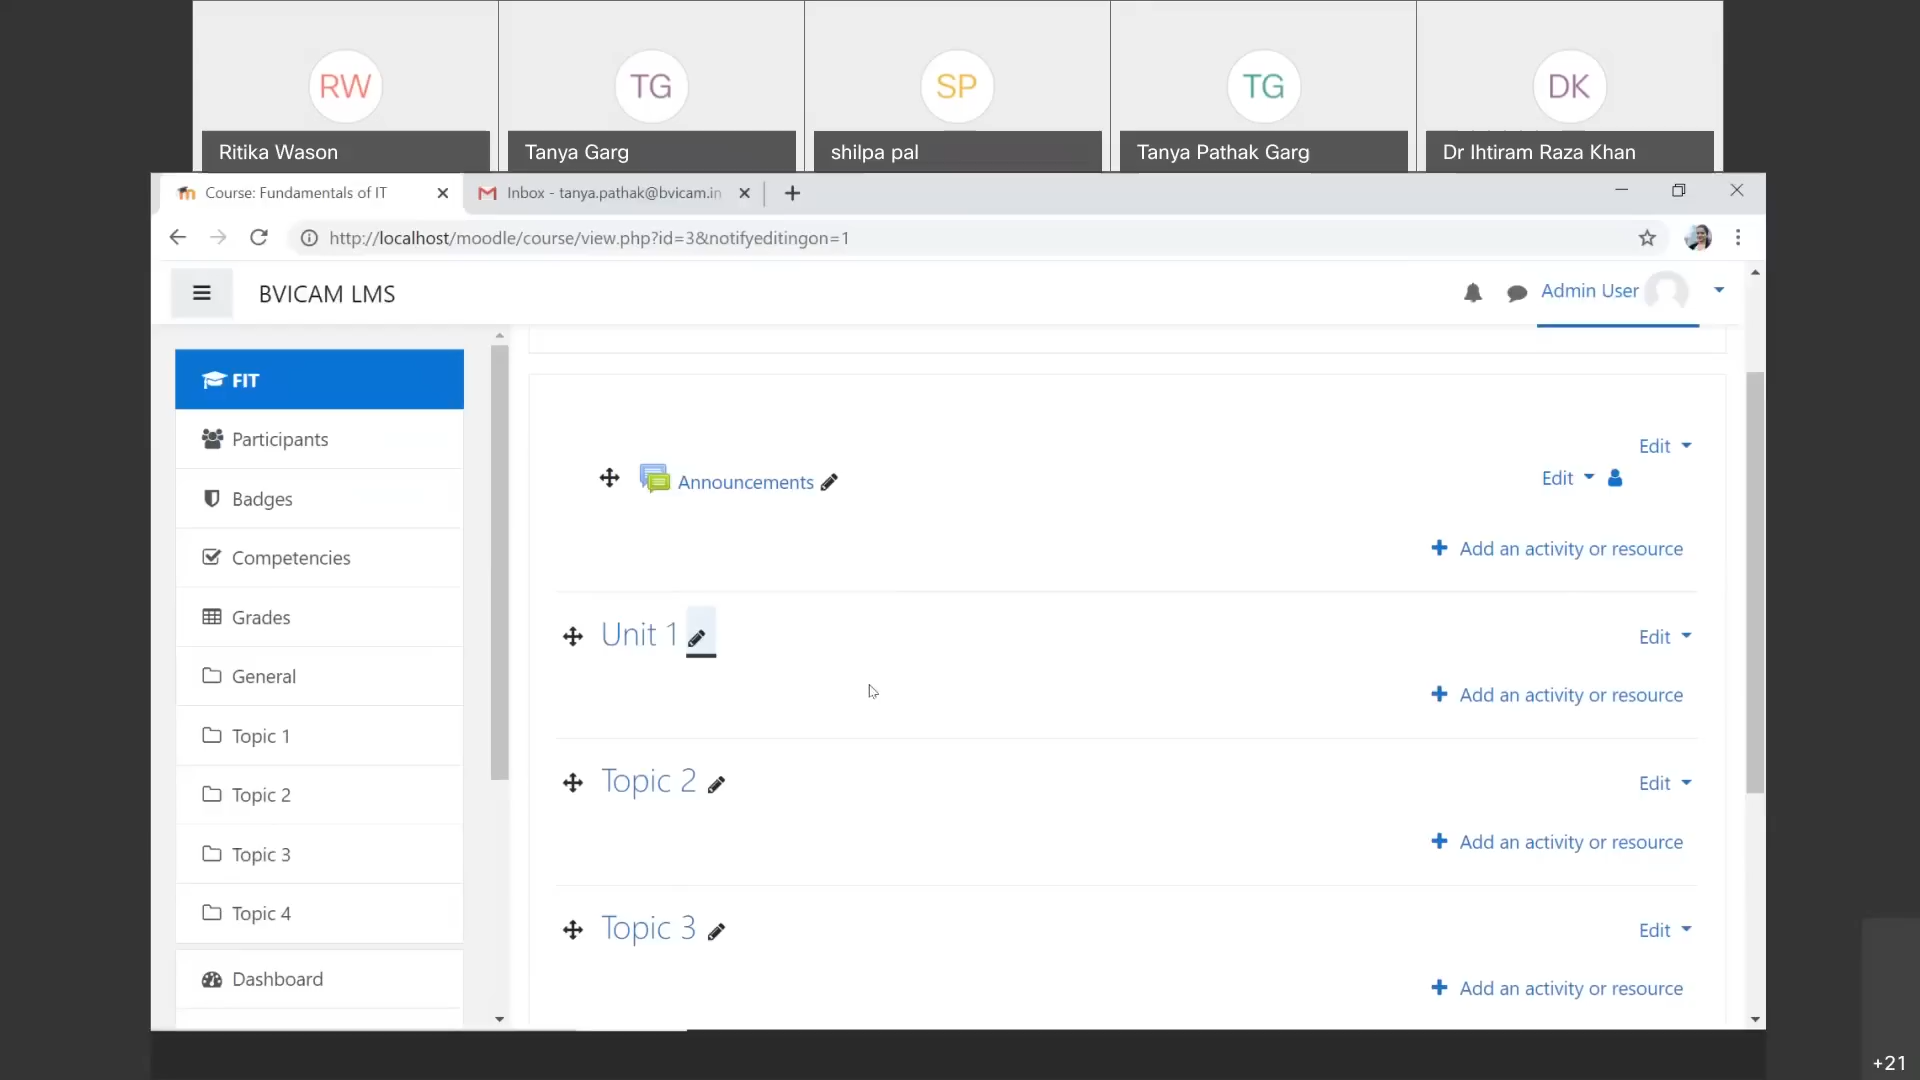 RW
TG
SP
TG
DK
Ritika Wason
Tanya Garg
shilpa pal
Tanya Pathak Garg
Dr Ihtiram Raza Khan
Course: Fundamentals of IT
Inbox - tanya.pathak@bvicam.in
http://localhost/moodle/course/view.php?id=3&notifyeditingon=1
BVICAM LMS
Admin User
FIT
Participants
Badges
Competencies
Grades
General
Topic 1
Topic 2
Topic 3
Topic 4
Dashboard
Edit
Announcements
Edit
Add an activity or resource
Unit 1
Edit
Add an activity or resource
Topic 2
Edit
Add an activity or resource
Topic 3
Edit
Add an activity or resource
+21